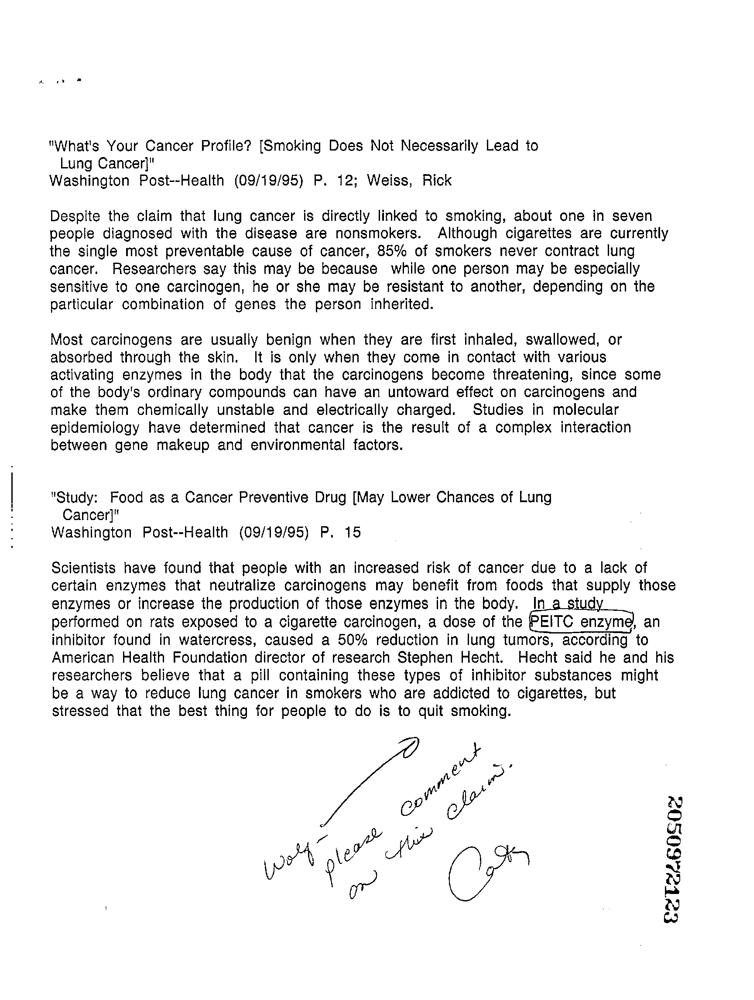 "What's Your Cancer Profile? [Smoking Does Not Necessarily Lead to
Lung Cancer]"
Washington Post--Health (09/19/95) P. 12; Weiss, Rick
Despite the claim that lung cancer is directly linked to smoking, about one in seven
people diagnosed with the disease are nonsmokers. Although cigarettes are currently
the single most preventable cause of cancer, 85% of smokers never contract lung
cancer. Researchers say this may be because while one person may be especially
sensitive to one carcinogen, he or she may be resistant to another, depending on the
particular combination of genes the person inherited.
Most carcinogens are usually benign when they are first inhaled, swallowed, or
absorbed through the skin. It is only when they come in contact with various
activating enzymes in the body that the carcinogens become threatening, since some
of the body's ordinary compounds can have an untoward effect on carcinogens and
make them chemically unstable and electrically charged. Studies in molecular
epidemiology have determined that cancer is the result of a complex interaction
between gene makeup and environmental factors.
"Study: Food as a Cancer Preventive Drug [May Lower Chances of Lung
Cancer]"
Washington Post--Health (09/19/95) P. 15
Scientists have found that people with an increased risk of cancer due to a lack of
certain enzymes that neutralize carcinogens may benefit from foods that supply those
enzymes or increase the production of those enzymes in the body. In a study
performed on rats exposed to a cigarette carcinogen, a dose of the PEITC enzyme, an
inhibitor found in watercress, caused a 50% reduction in lung tumors, according to
American Health Foundation director of research Stephen Hecht. Hecht said he and his
researchers believe that a pill containing these types of inhibitor substances might
be a way to reduce lung cancer in smokers who are addicted to cigarettes, but
stressed that the best thing for people to do is to quit smoking.
Wolf-
please comment
on this claim.
Cathy
2050972123